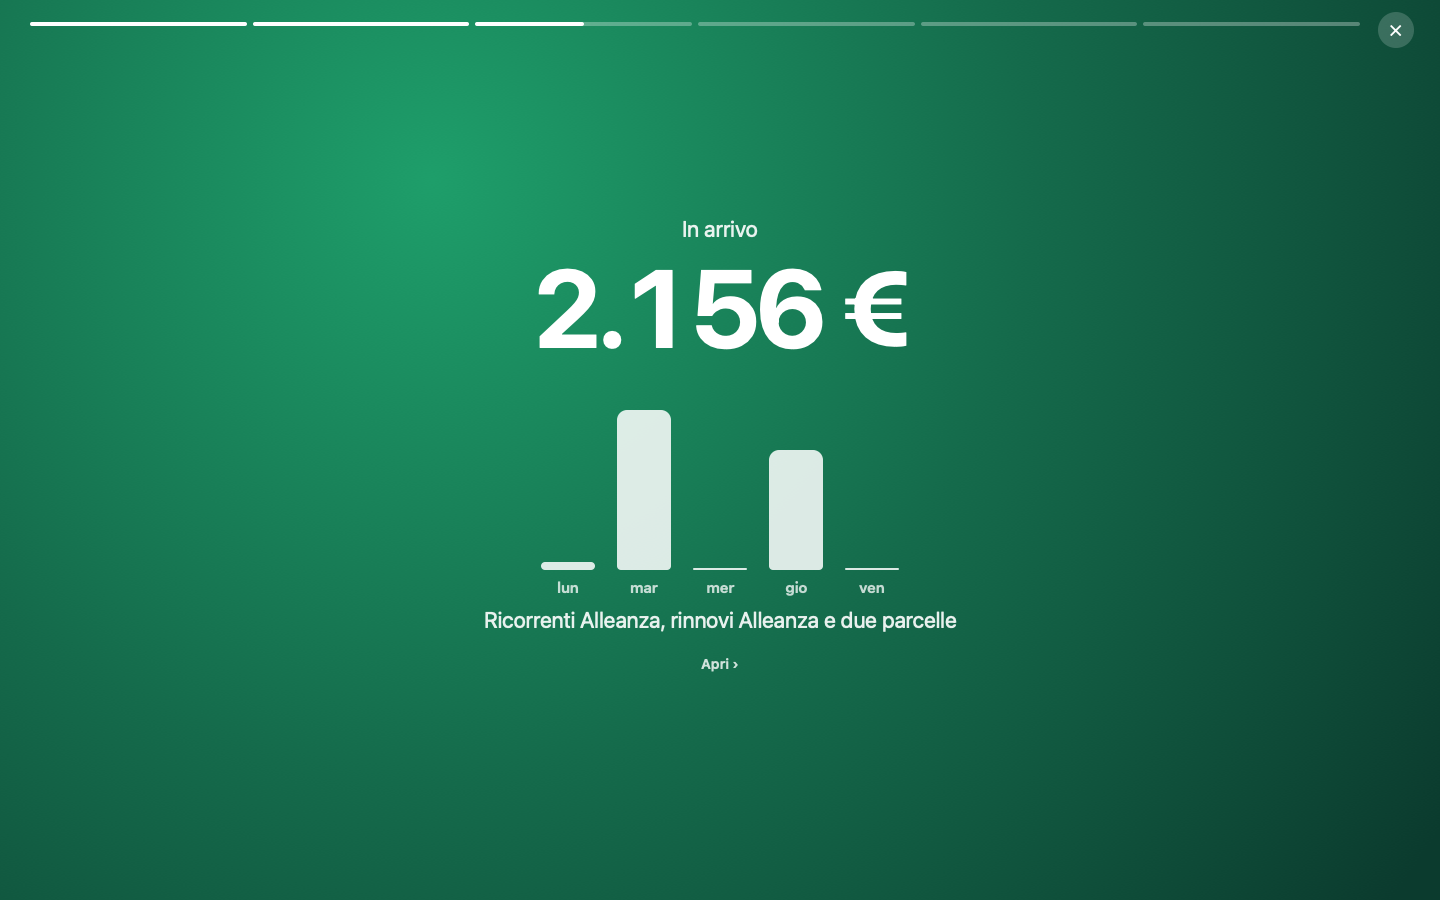 In arrivo
2.156 €
lun mar mer gio ven
Ricorrenti Alleanza, rinnovi Alleanza e due parcelle
Apri ›